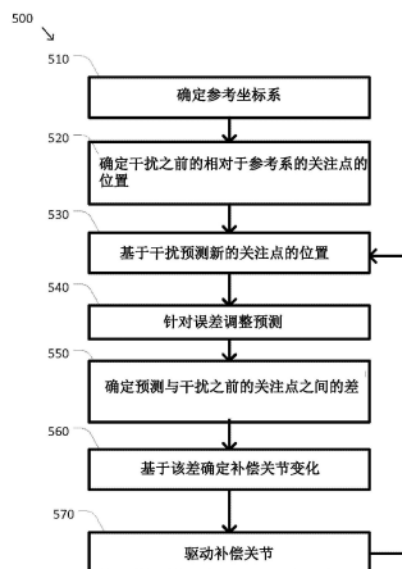 500
510
确定参考坐标系
520
确定干扰之前的相对于参考系的关注点的
位置
530
基于干扰预测新的关注点的位置
540
针对误差调整预测
550
确定预测与干扰之前的关注点之间的差
560
基于该差确定补偿关节变化
570
驱动补偿关节